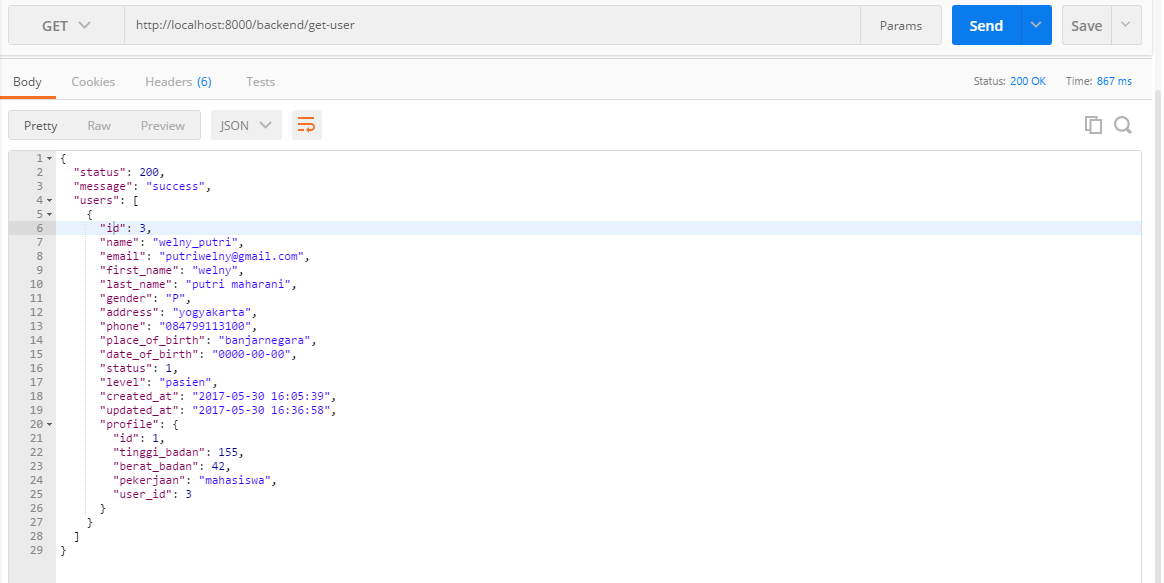 GET http://localhost:8000/backend/get-user Params Send Save
Body Cookies Headers (6) Tests Status: 200 OK Time: 867 ms
Pretty Raw Preview JSON
1 {
2 "status": 200,
3 "message": "success",
4 "users": [
5 {
6 "id": 3,
7 "name": "welny_putri",
8 "email": "putriwelny@gmail.com",
9 "first_name": "welny",
10 "last_name": "putri maharani",
11 "gender": "P",
12 "address": "yogyakarta",
13 "phone": "084799113100",
14 "place_of_birth": "banjarnegara",
15 "date_of_birth": "0000-00-00",
16 "status": 1,
17 "level": "pasien",
18 "created_at": "2017-05-30 16:05:39",
19 "updated_at": "2017-05-30 16:36:58",
20 "profile": {
21 "id": 1,
22 "tinggi_badan": 155,
23 "berat_badan": 42,
24 "pekerjaan": "mahasiswa",
25 "user_id": 3
26 }
27 }
28 ]
29 }